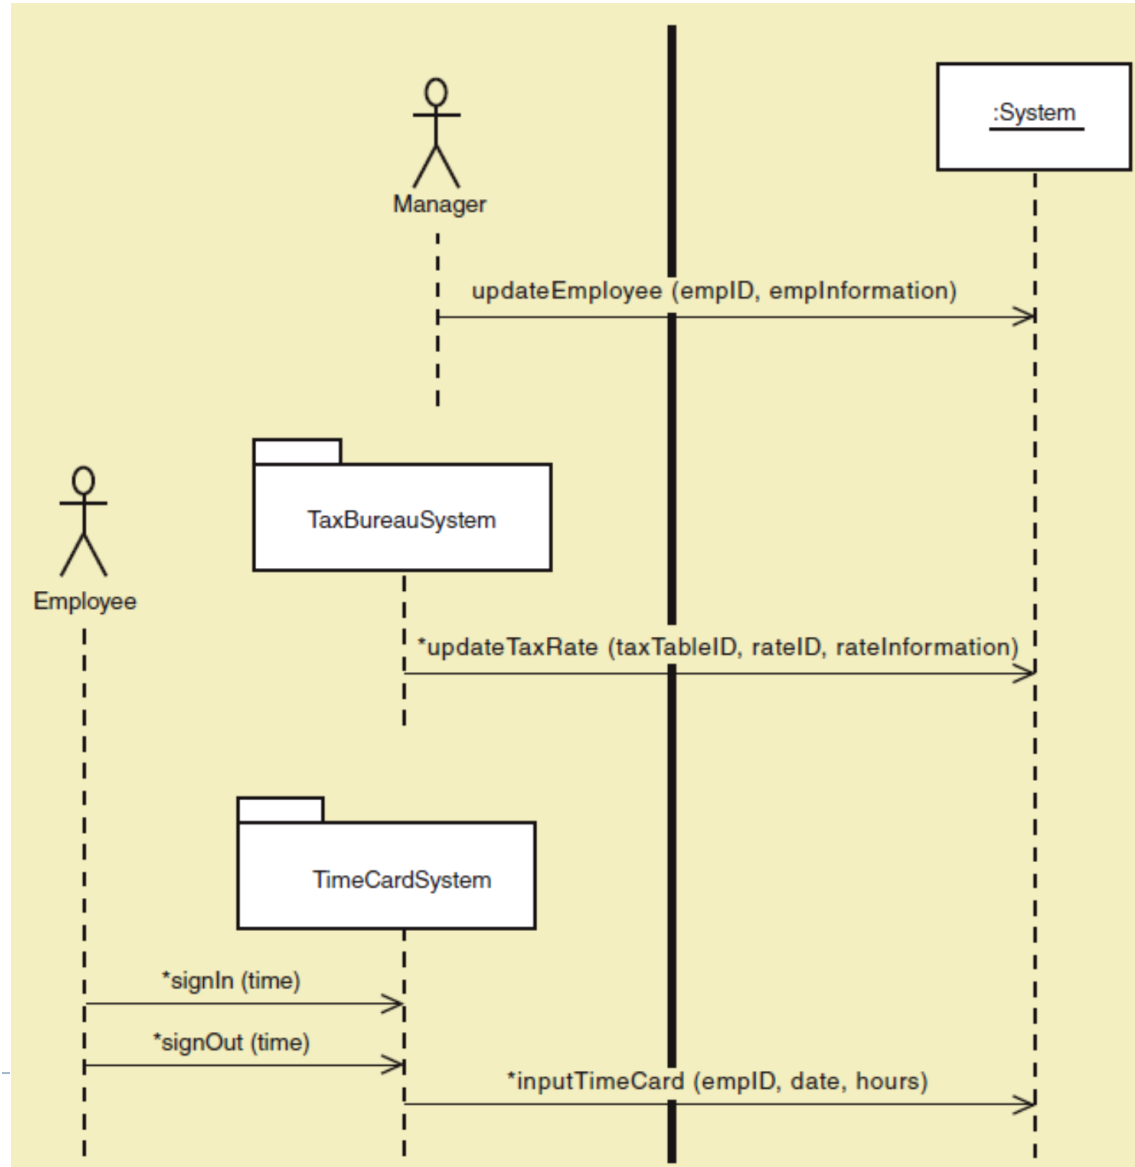 :System
Manager
updateEmployee (empID, empInformation)
TaxBureauSystem
Employee
*updateTaxRate (taxTableID, rateID, rateInformation)
TimeCardSystem
*signIn (time)
*signOut (time)
*inputTimeCard (empID, date, hours)